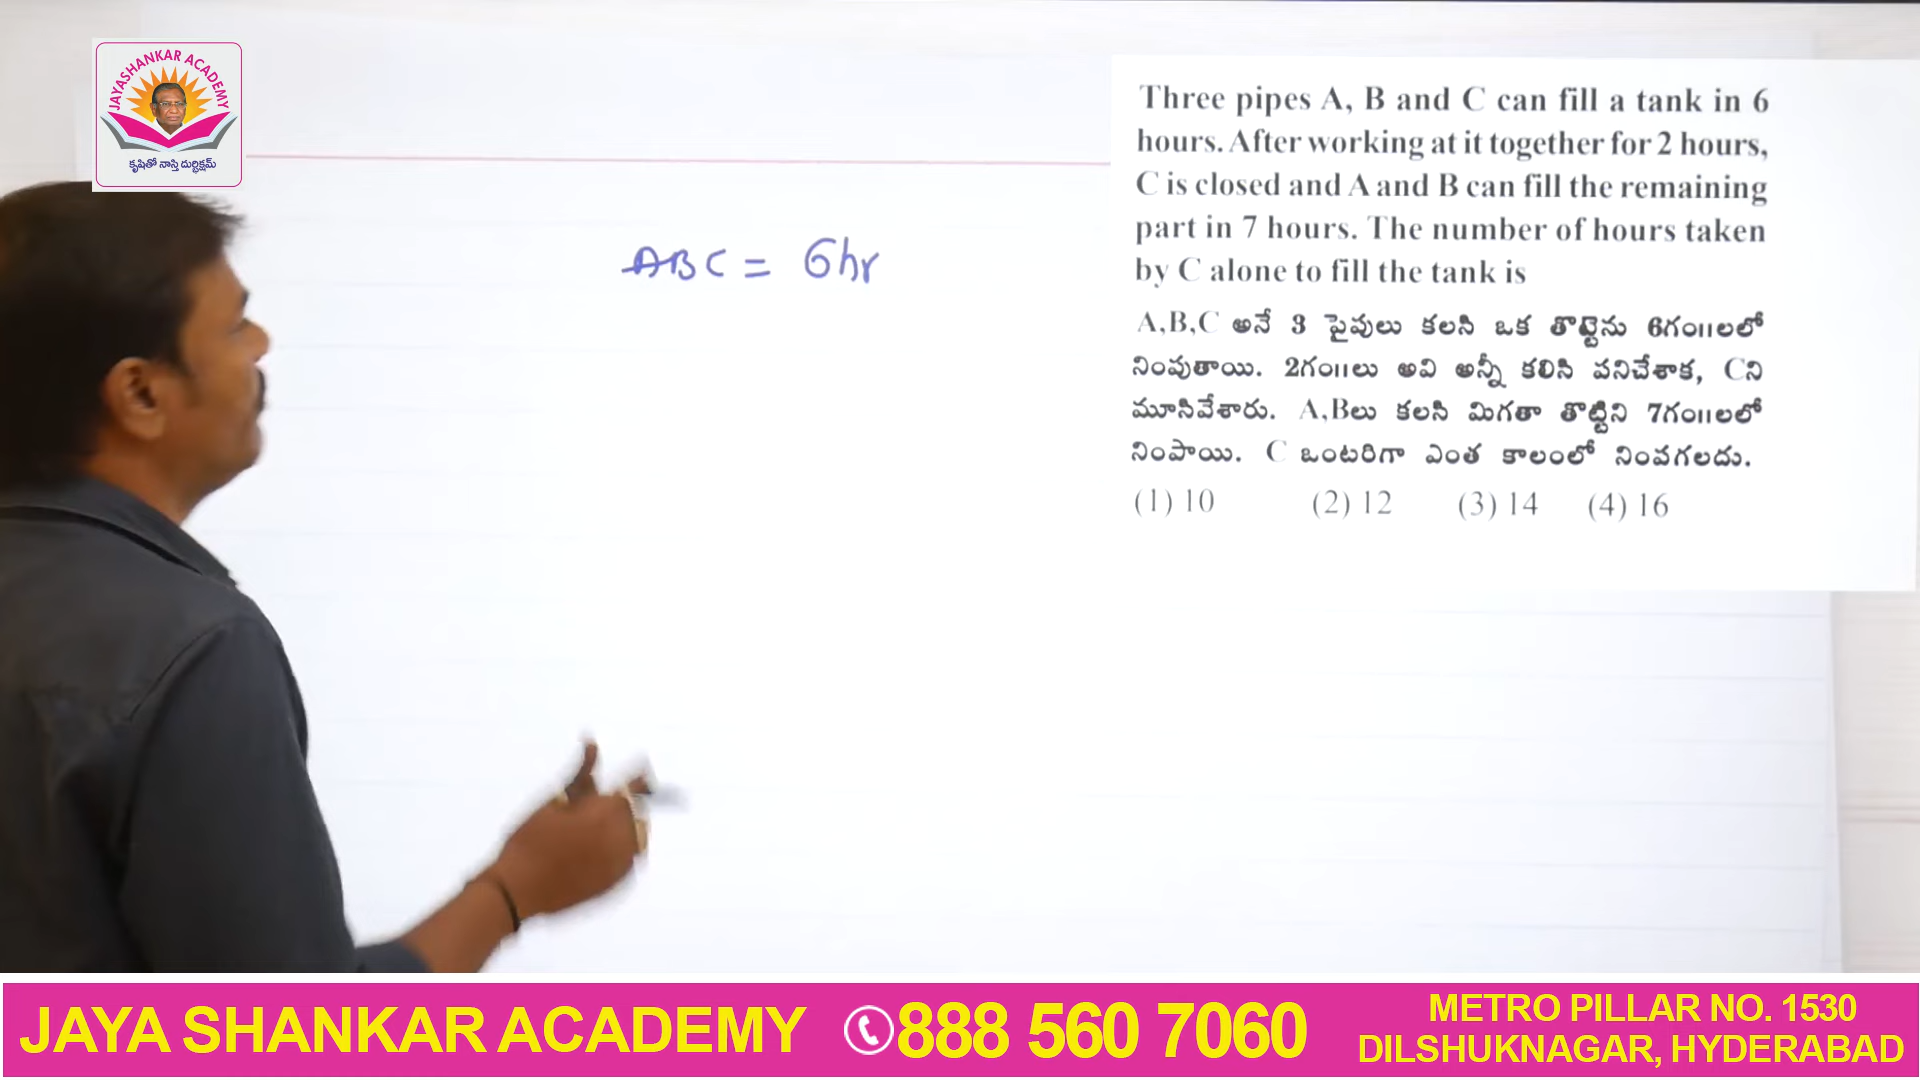 JAYASHANKAR ACADEMY
కృషితో నాస్తి దుర్భిక్షమ్
ABC = 6hr
Three pipes A, B and C can fill a tank in 6
hours. After working at it together for 2 hours,
C is closed and A and B can fill the remaining
part in 7 hours. The number of hours taken
by C alone to fill the tank is
A,B,C అనే 3 పైపులు కలసి ఒక తొట్టెను 6గం॥లలో
నింపుతాయి. 2గం॥లు అవి అన్నీ కలిసి పనిచేశాక, Cని
మూసివేశారు. A,Bలు కలసి మిగతా తొట్టిని 7గం॥లలో
నింపాయి. C ఒంటరిగా ఎంత కాలంలో నింపగలదు.
(1) 10 (2) 12 (3) 14 (4) 16
JAYA SHANKAR ACADEMY 888 560 7060
METRO PILLAR NO. 1530
DILSHUKNAGAR, HYDERABAD